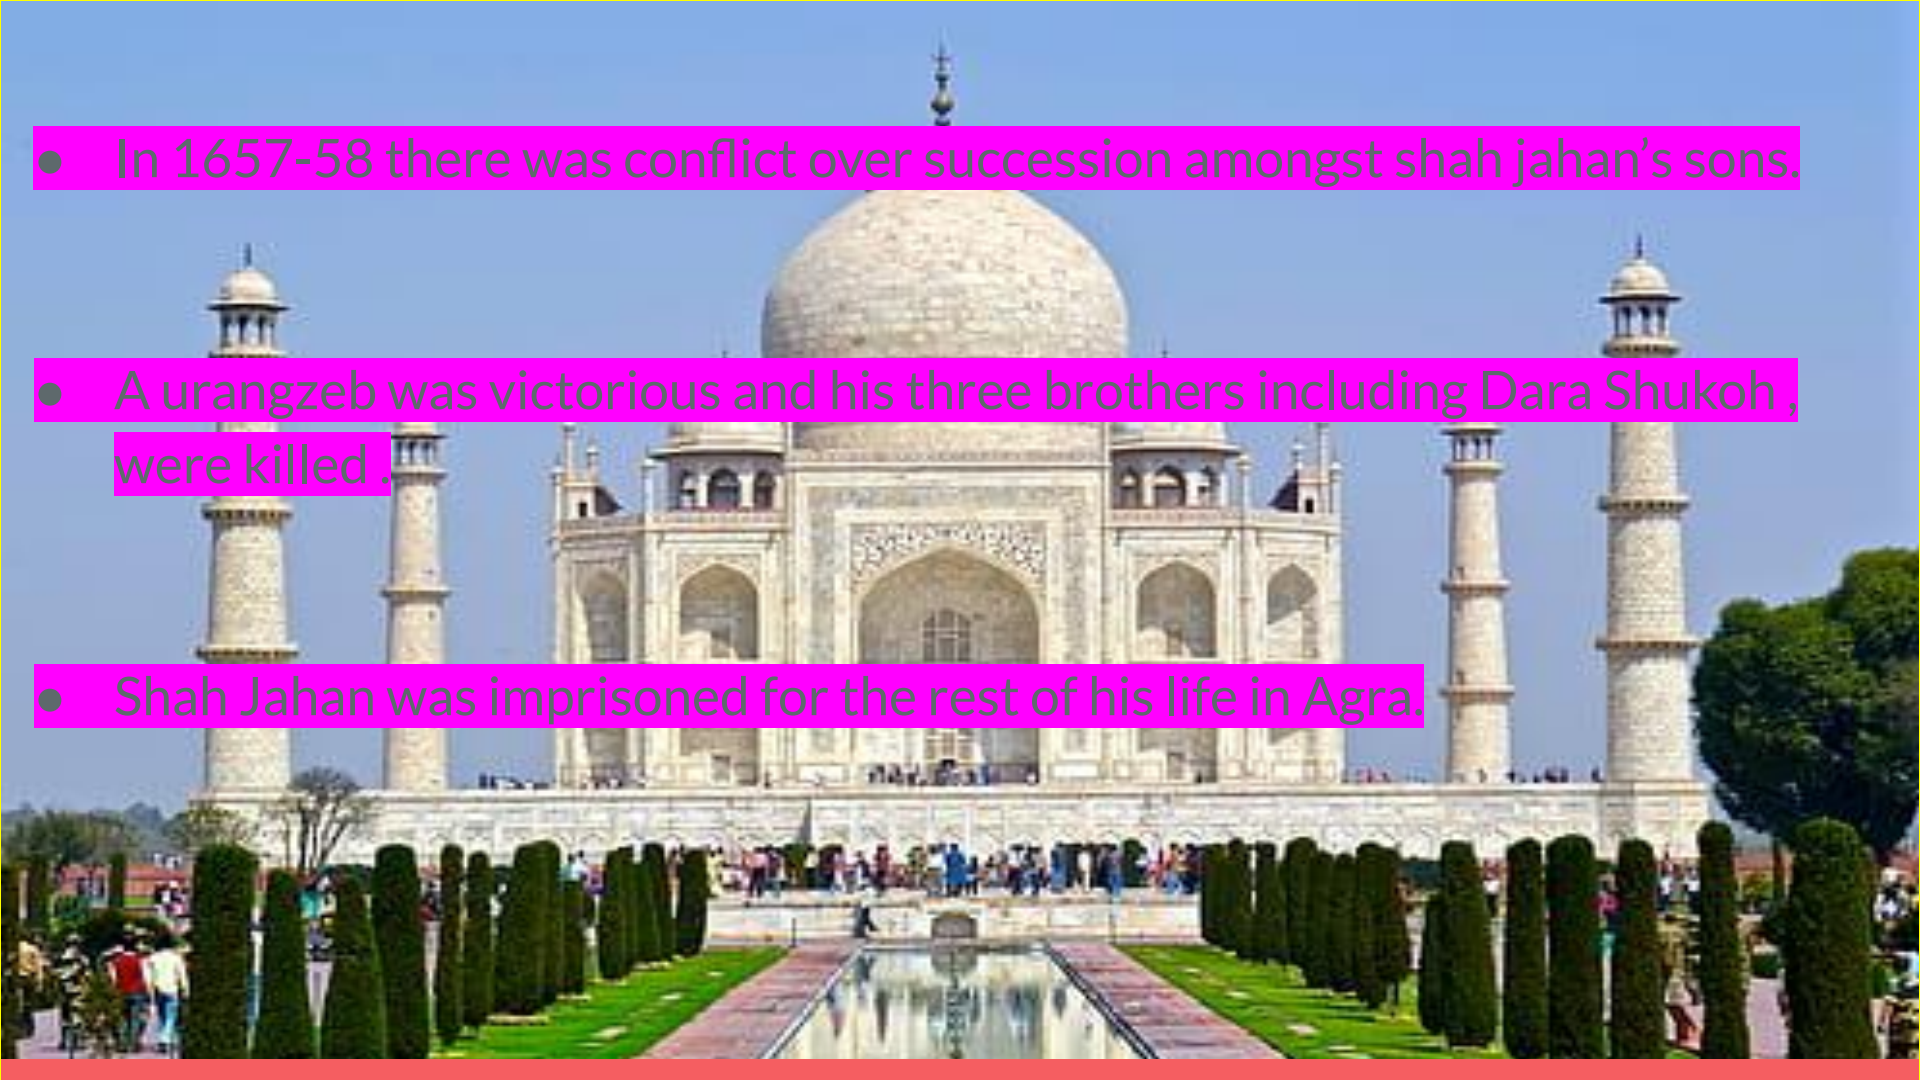 ● In 1657-58 there was conflict over succession amongst shah jahan’s sons.
● A urangzeb was victorious and his three brothers including Dara Shukoh ,
were killed .
● Shah Jahan was imprisoned for the rest of his life in Agra.